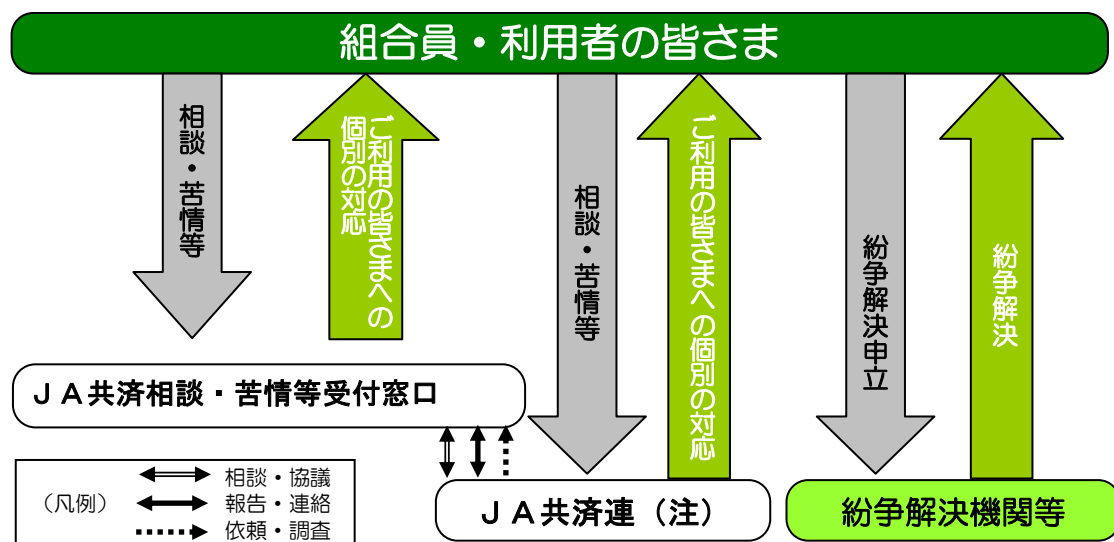 組合員・利用者の皆さま
相談・苦情等
ご利用の皆さまへの
個別の対応
相談・苦情等
ご利用の皆さまへの個別の対応
紛争解決申立
紛争解決
ＪＡ共済相談・苦情等受付窓口
（凡例）
相談・協議
報告・連絡
依頼・調査
ＪＡ共済連（注）
紛争解決機関等